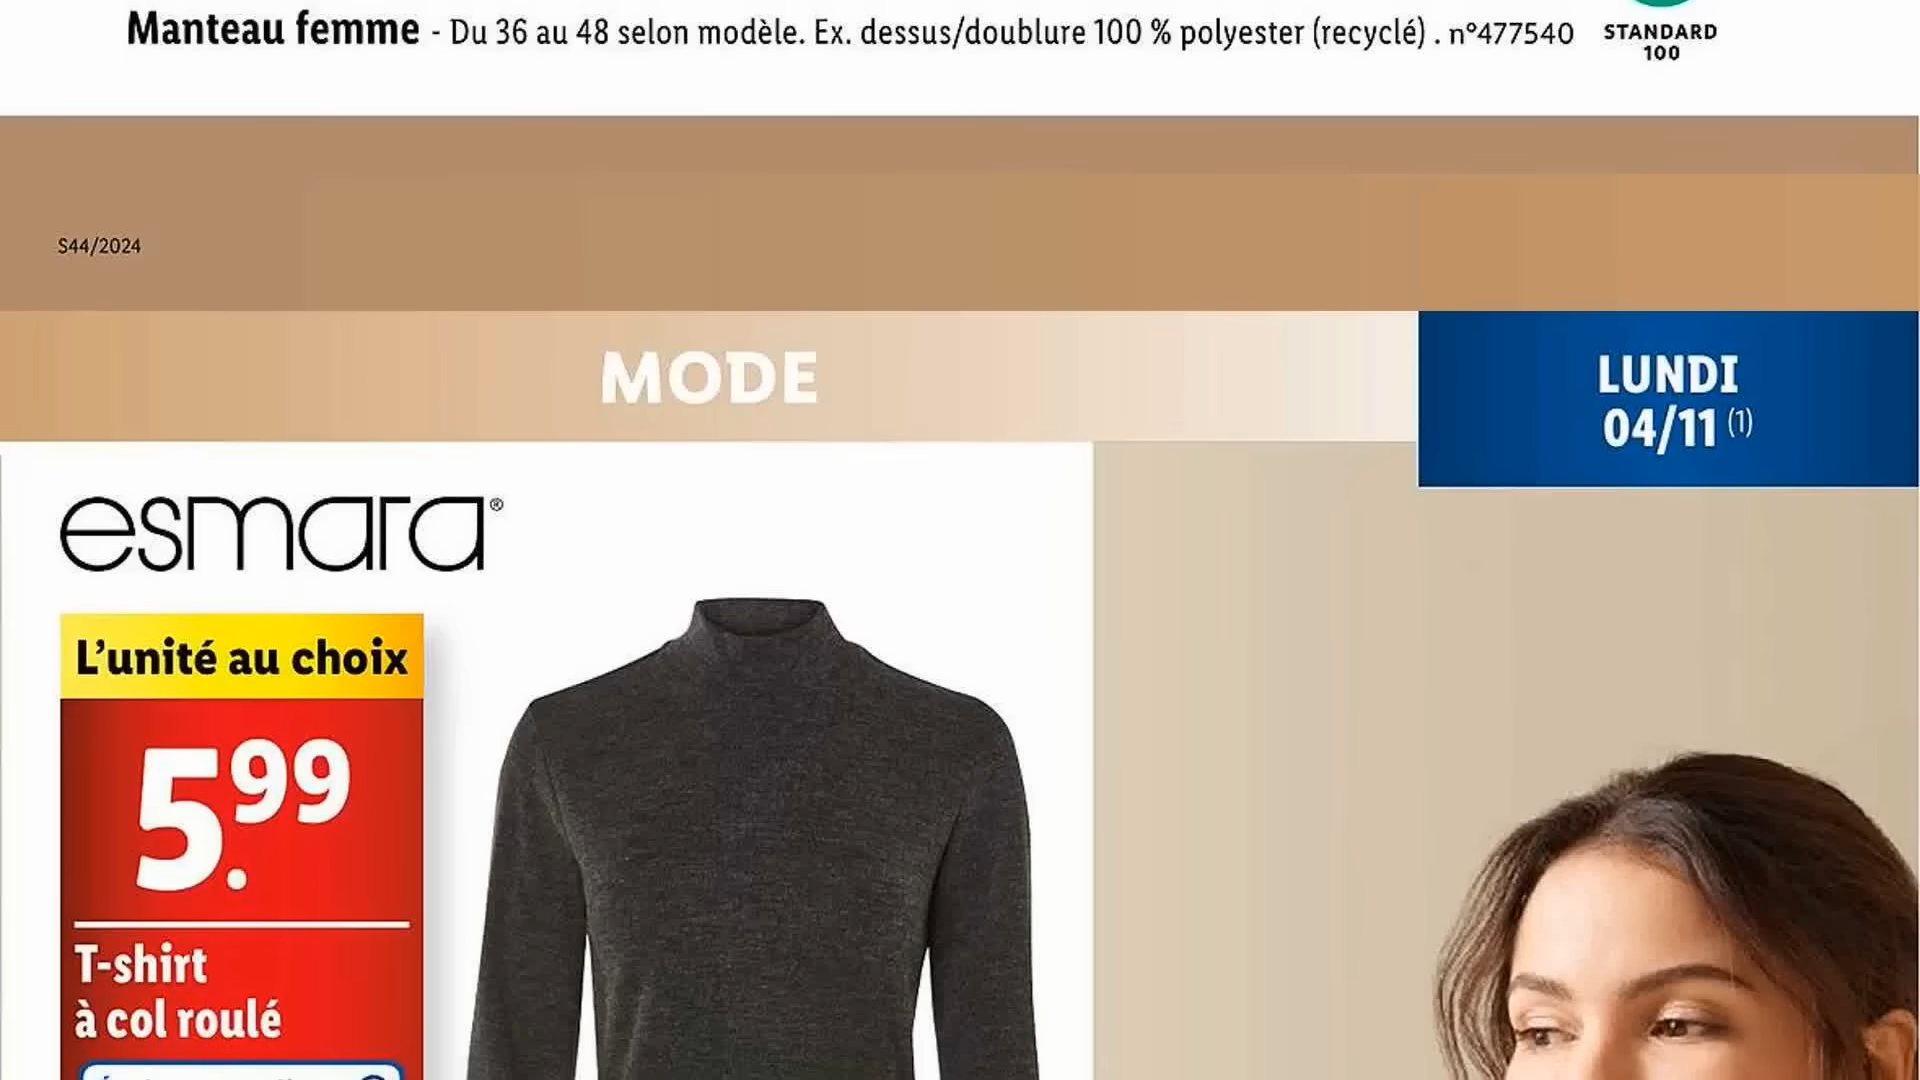 Manteau femme - Du 36 au 48 selon modèle. Ex. dessus/doublure 100 % polyester (recyclé) . n°477540
STANDARD
100
S44/2024
MODE
LUNDI
04/11 (1)
esmara®
L’unité au choix
5.99
T-shirt
à col roulé